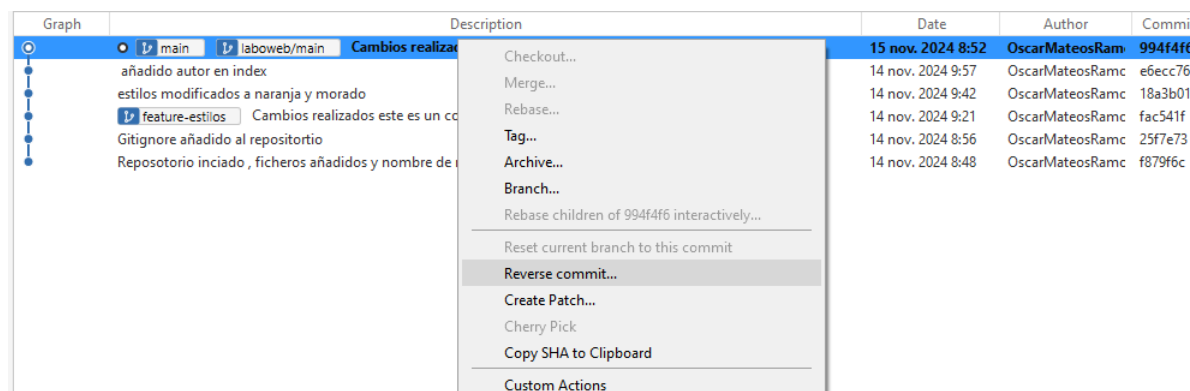 Graph Description Date Author Commi
main laboweb/main Cambios realizad 15 nov. 2024 8:52 OscarMateosRam 994f4f6
añadido autor en index 14 nov. 2024 9:57 OscarMateosRamc e6ecc76
estilos modificados a naranja y morado 14 nov. 2024 9:42 OscarMateosRamc 18a3b01
feature-estilos Cambios realizados este es un co 14 nov. 2024 9:21 OscarMateosRamc fac541f
Gitignore añadido al repositortio 14 nov. 2024 8:56 OscarMateosRamc 25f7e73
Reposotorio inciado , ficheros añadidos y nombre de 14 nov. 2024 8:48 OscarMateosRamc f879f6c
Checkout...
Merge...
Rebase...
Tag...
Archive...
Branch...
Rebase children of 994f4f6 interactively...
Reset current branch to this commit
Reverse commit...
Create Patch...
Cherry Pick
Copy SHA to Clipboard
Custom Actions